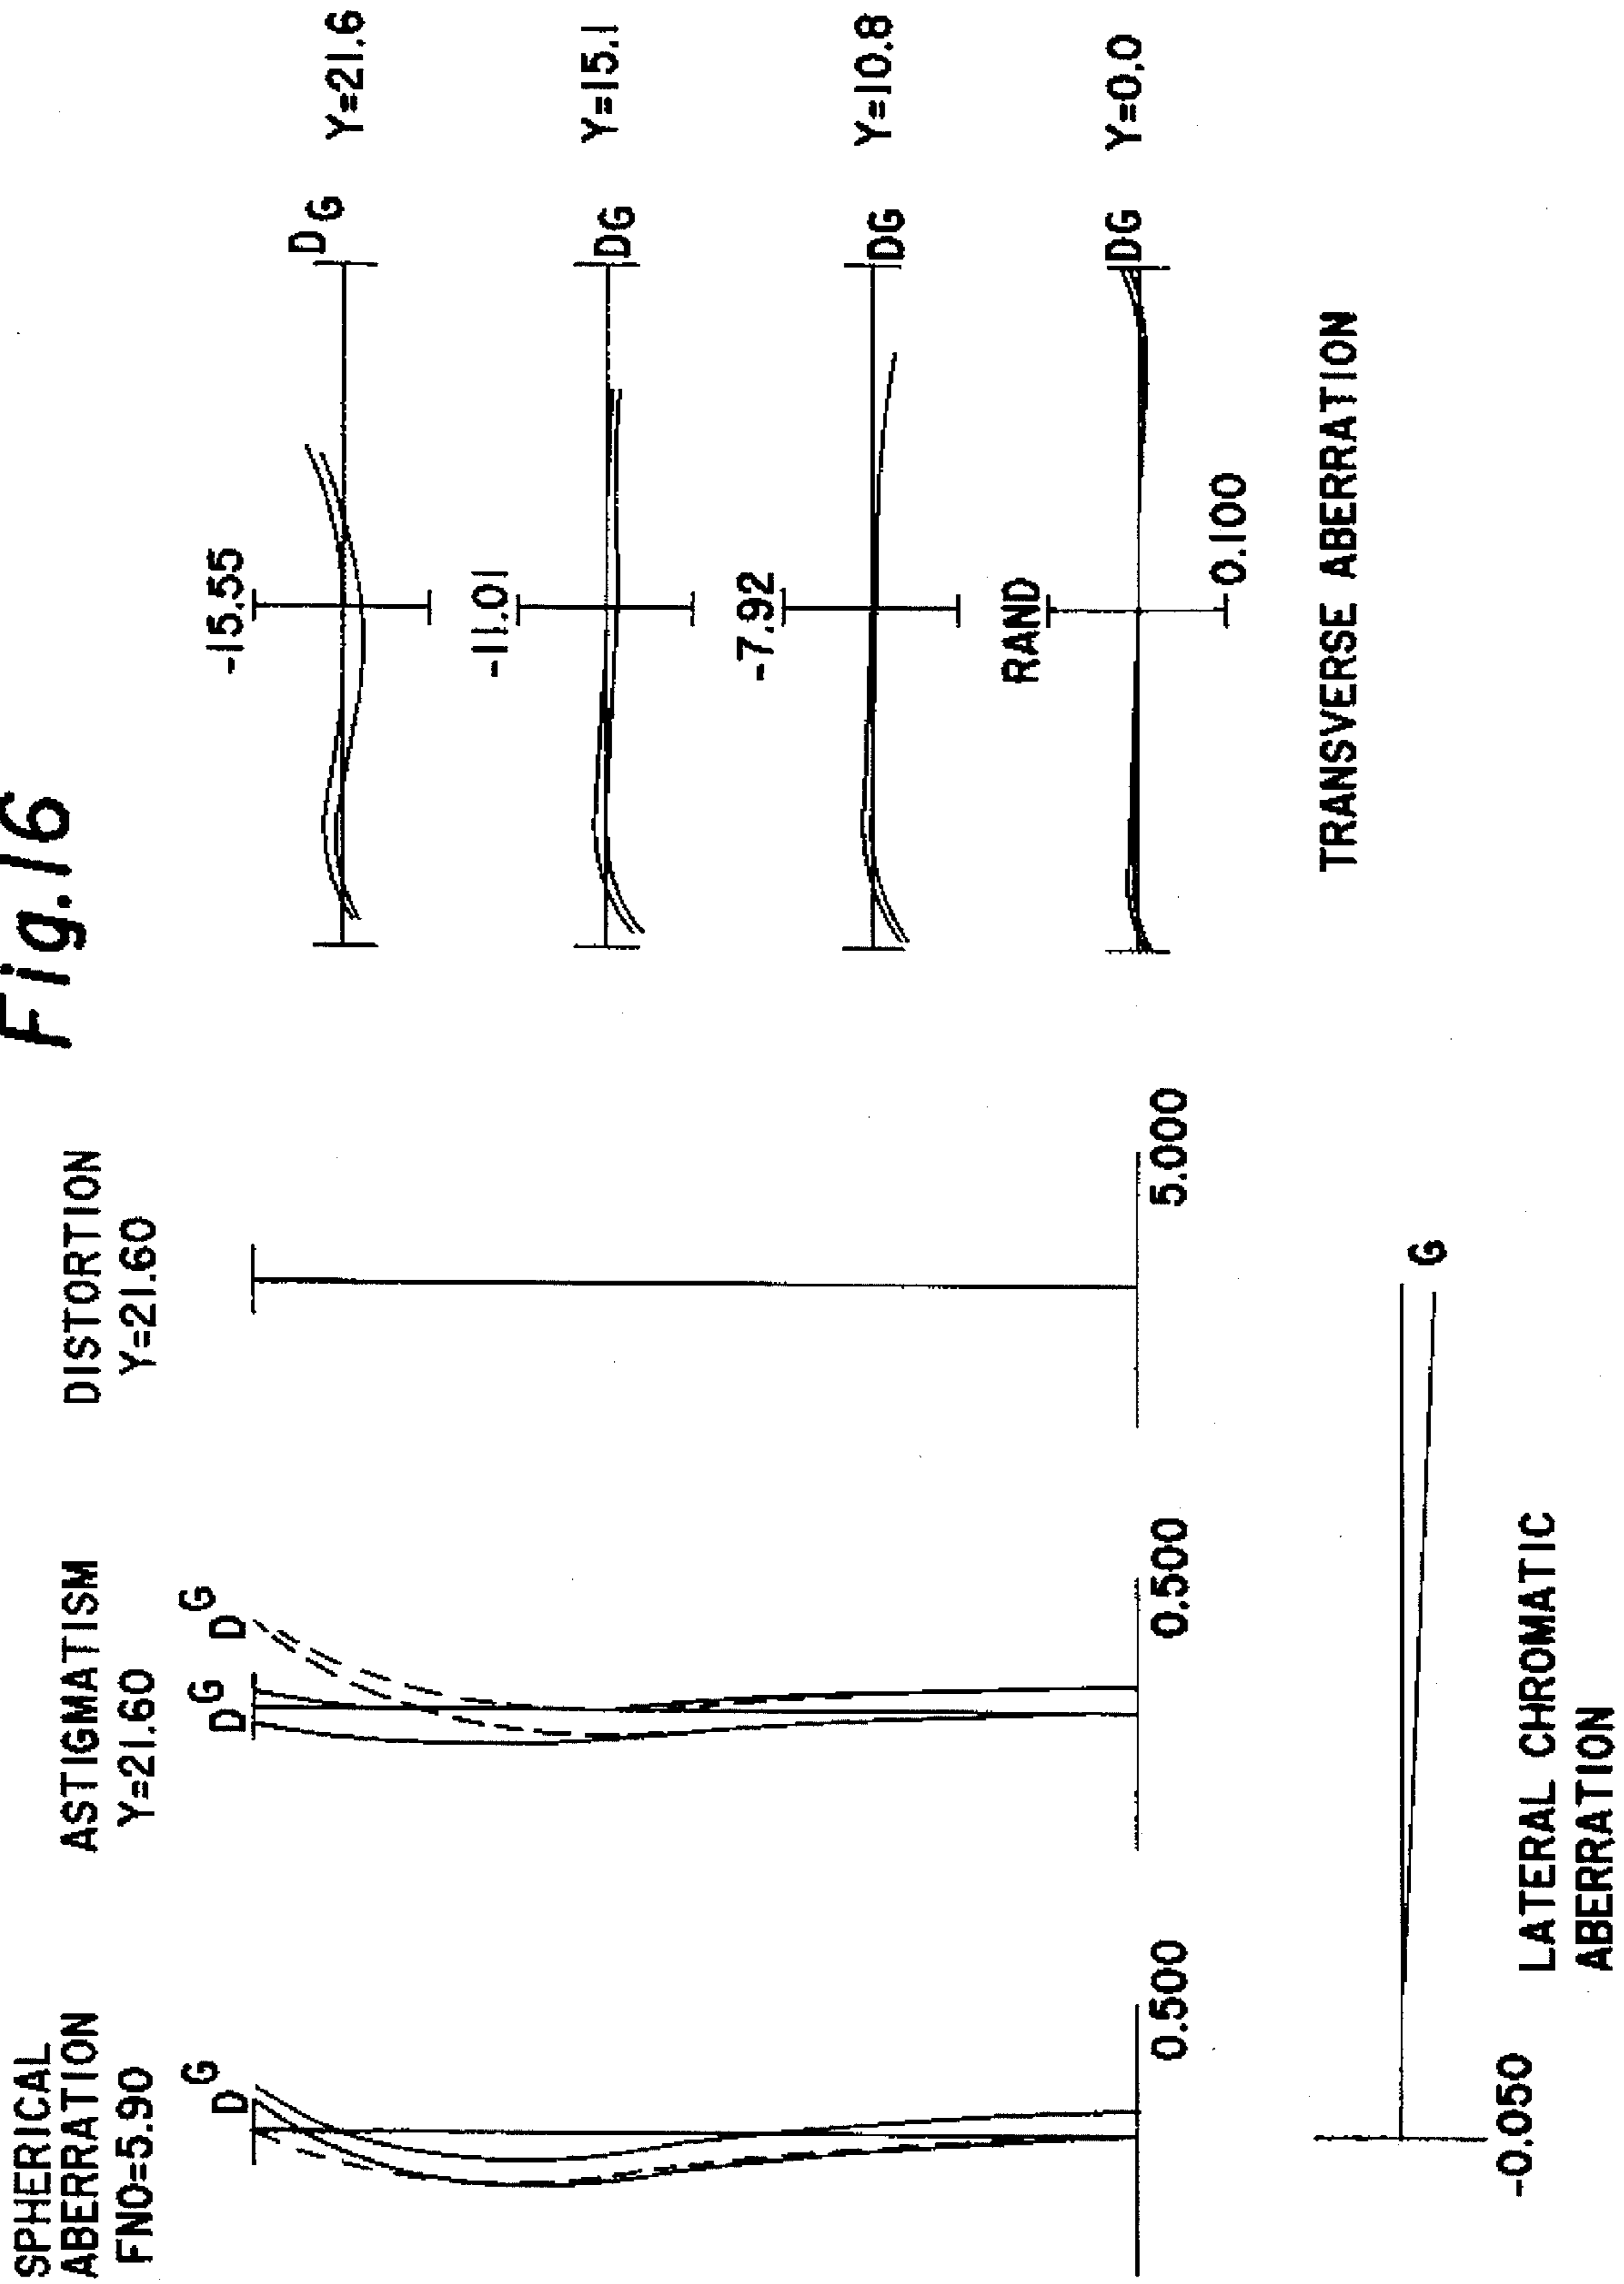 Fig.16
SPHERICAL
ABERRATION
FNO=5.90
D
G
0.500
ASTIGMATISM
Y=21.60
D
G
D
G
0.500
DISTORTION
Y=21.60
5.000
-15.55
D
G
Y=21.6
-11.01
DG
Y=15.1
-7.92
DG
Y=10.8
RAND
DG
Y=0.0
0.100
TRANSVERSE ABERRATION
G
-0.050
LATERAL CHROMATIC
ABERRATION